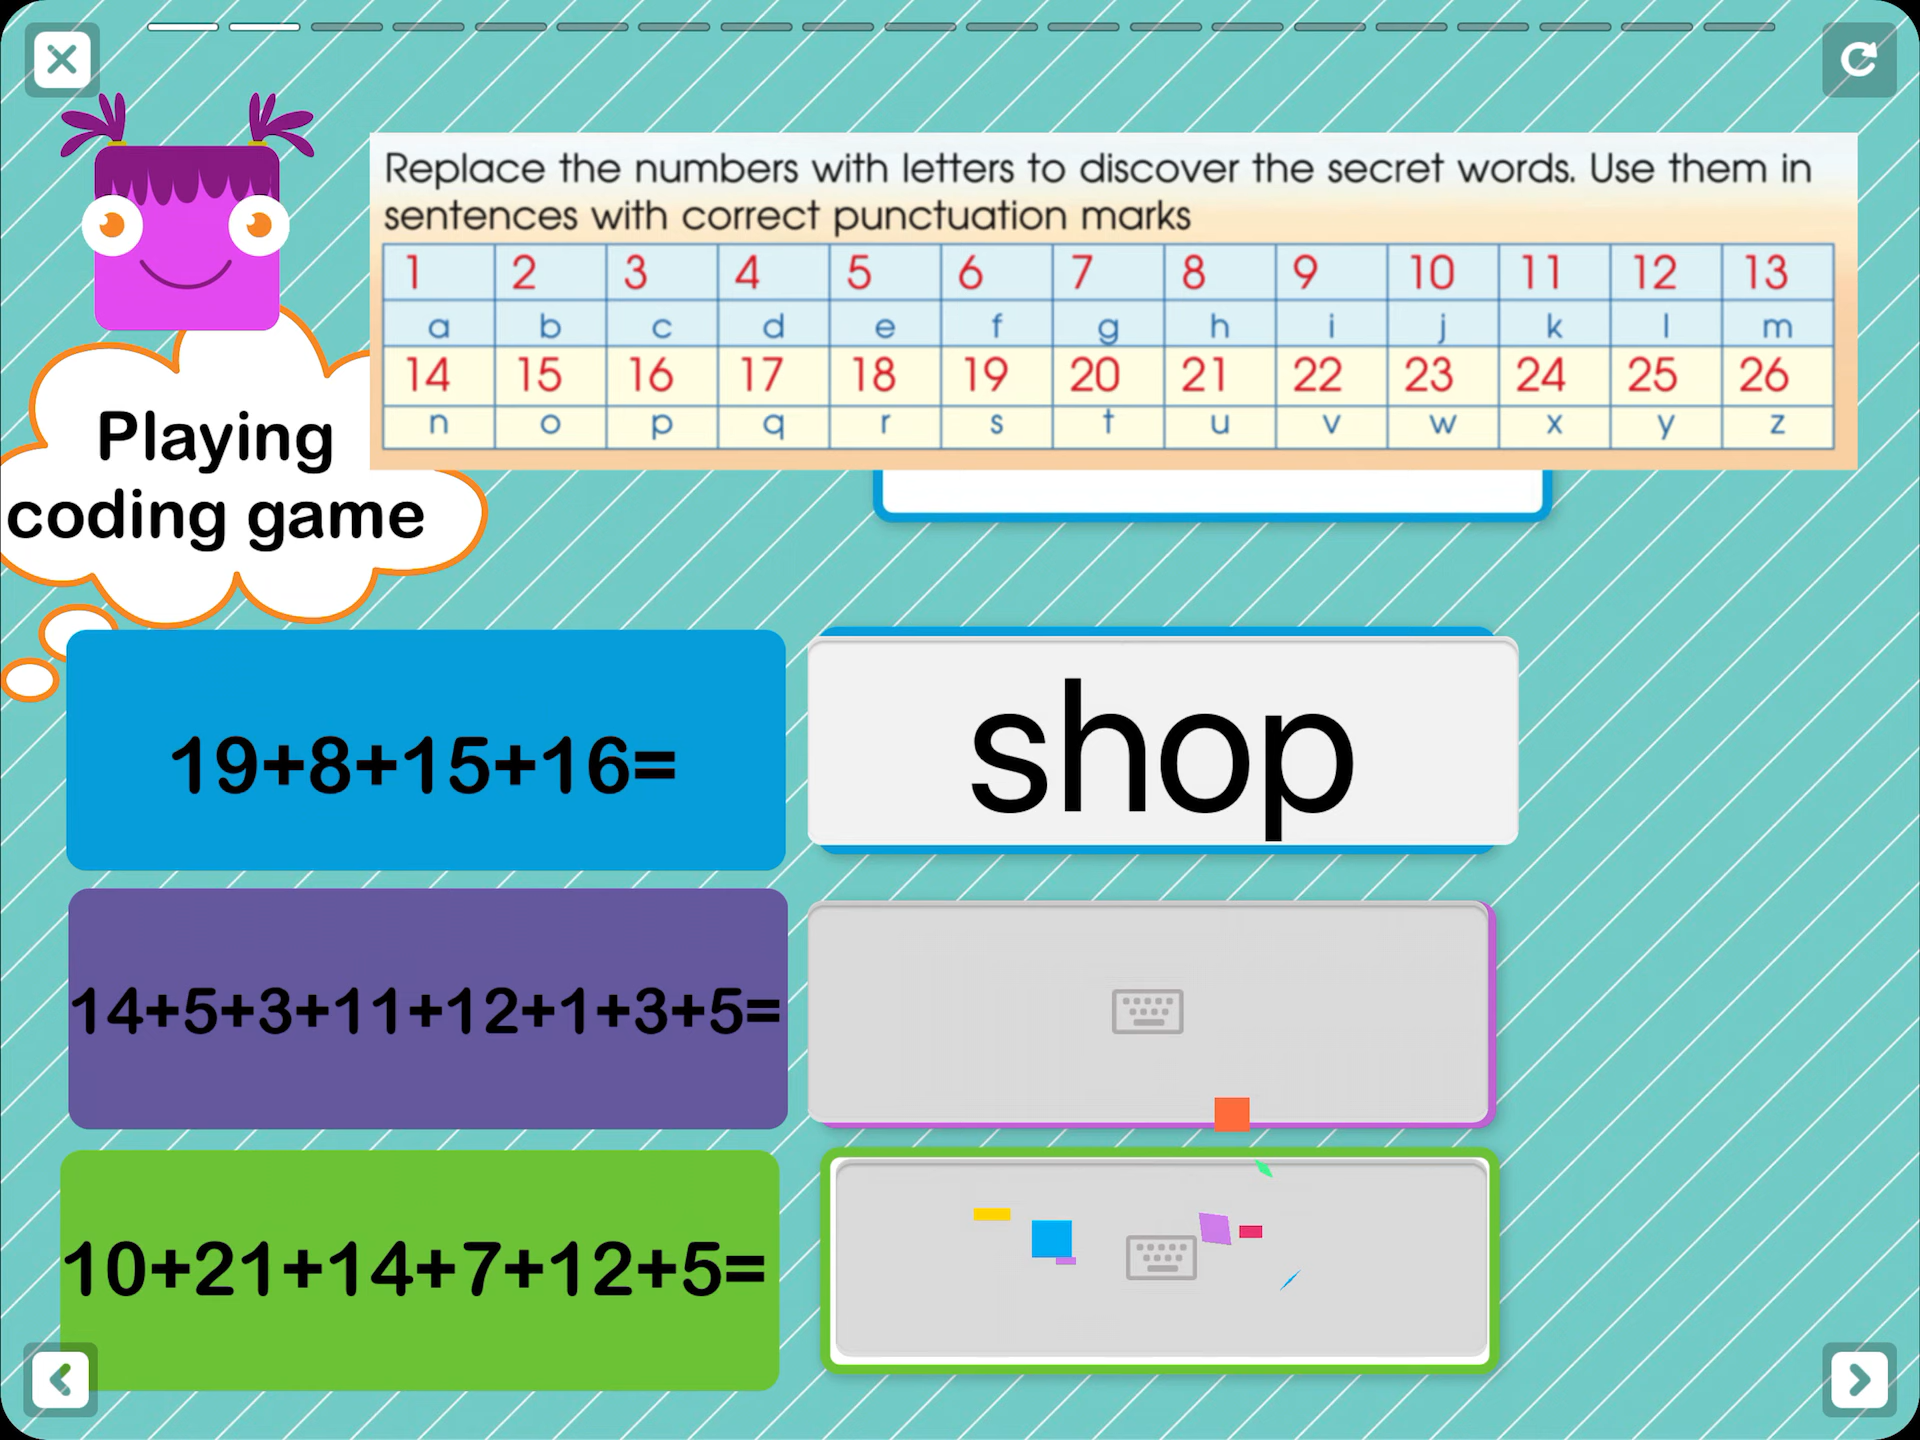 Replace the numbers with letters to discover the secret words. Use them in
sentences with correct punctuation marks
1 2 3 4 5 6 7 8 9 10 11 12 13
a b c d e f g h i j k l m
14 15 16 17 18 19 20 21 22 23 24 25 26
n o p q r s t u v w x y z
Playing
coding game
19+8+15+16=
shop
14+5+3+11+12+1+3+5=
10+21+14+7+12+5=